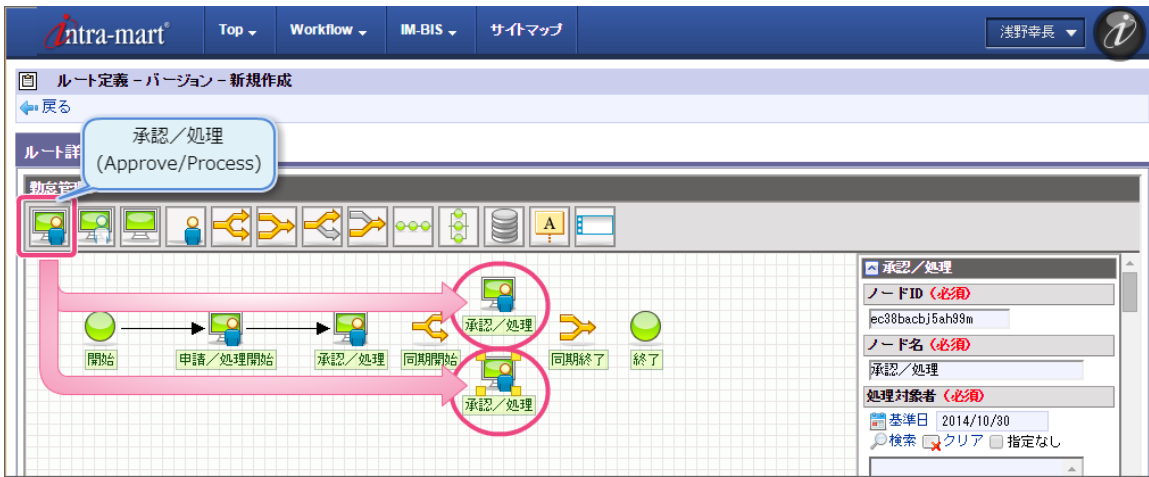 intra-mart® Top Workflow IM-BIS サイトマップ 浅野幸長
ルート定義 - バージョン - 新規作成
戻る
承認／処理
(Approve/Process)
ルート詳
勤怠管
A
承認／処理
開始
申請／処理開始
承認／処理
同期開始
承認／処理
同期終了
終了
承認／処理
ノードID（必須）
ec38bacbj5ah99m
ノード名（必須）
承認／処理
処理対象者（必須）
基準日 2014/10/30
検索 クリア 指定なし